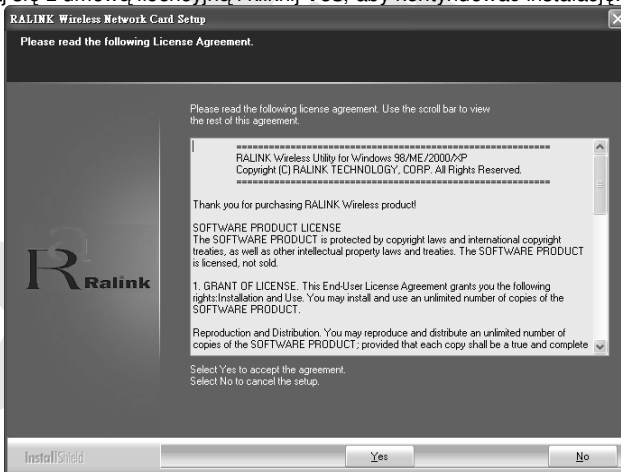 się z umową licencyjną i kliknij Yes, aby kontynuować instalację.
RALINK Wireless Network Card Setup
Please read the following License Agreement.
Please read the following license agreement. Use the scroll bar to view
the rest of this agreement.
================================================
RALINK Wireless Utility for Windows 98/ME/2000/XP
Copyright (C) RALINK TECHNOLOGY, CORP. All Rights Reserved.
================================================
Thank you for purchasing RALINK Wireless product!
SOFTWARE PRODUCT LICENSE
The SOFTWARE PRODUCT is protected by copyright laws and international copyright
treaties, as well as other intellectual property laws and treaties. The SOFTWARE PRODUCT
is licensed, not sold.
1. GRANT OF LICENSE. This End-User License Agreement grants you the following
rights:Installation and Use. You may install and use an unlimited number of copies of the
SOFTWARE PRODUCT.
Reproduction and Distribution. You may reproduce and distribute an unlimited number of
copies of the SOFTWARE PRODUCT; provided that each copy shall be a true and complete
Ralink
Select Yes to accept the agreement.
Select No to cancel the setup.
InstallShield
Yes
No